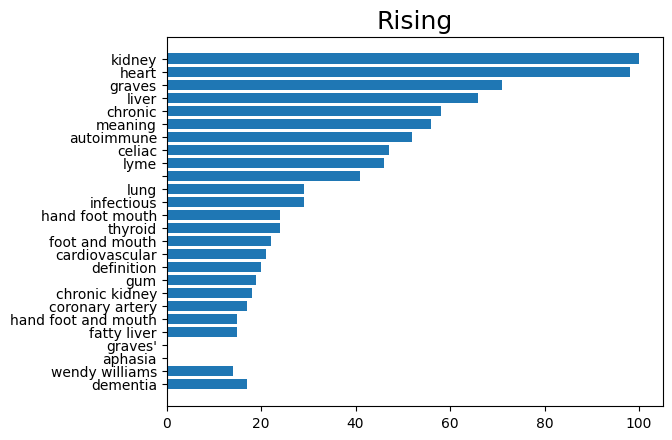 Rising
kidney
heart
graves
liver
chronic
meaning
autoimmune
celiac
lyme
lung
infectious
hand foot mouth
thyroid
foot and mouth
cardiovascular
definition
gum
chronic kidney
coronary artery
hand foot and mouth
fatty liver
graves'
aphasia
wendy williams
dementia
0 20 40 60 80 100